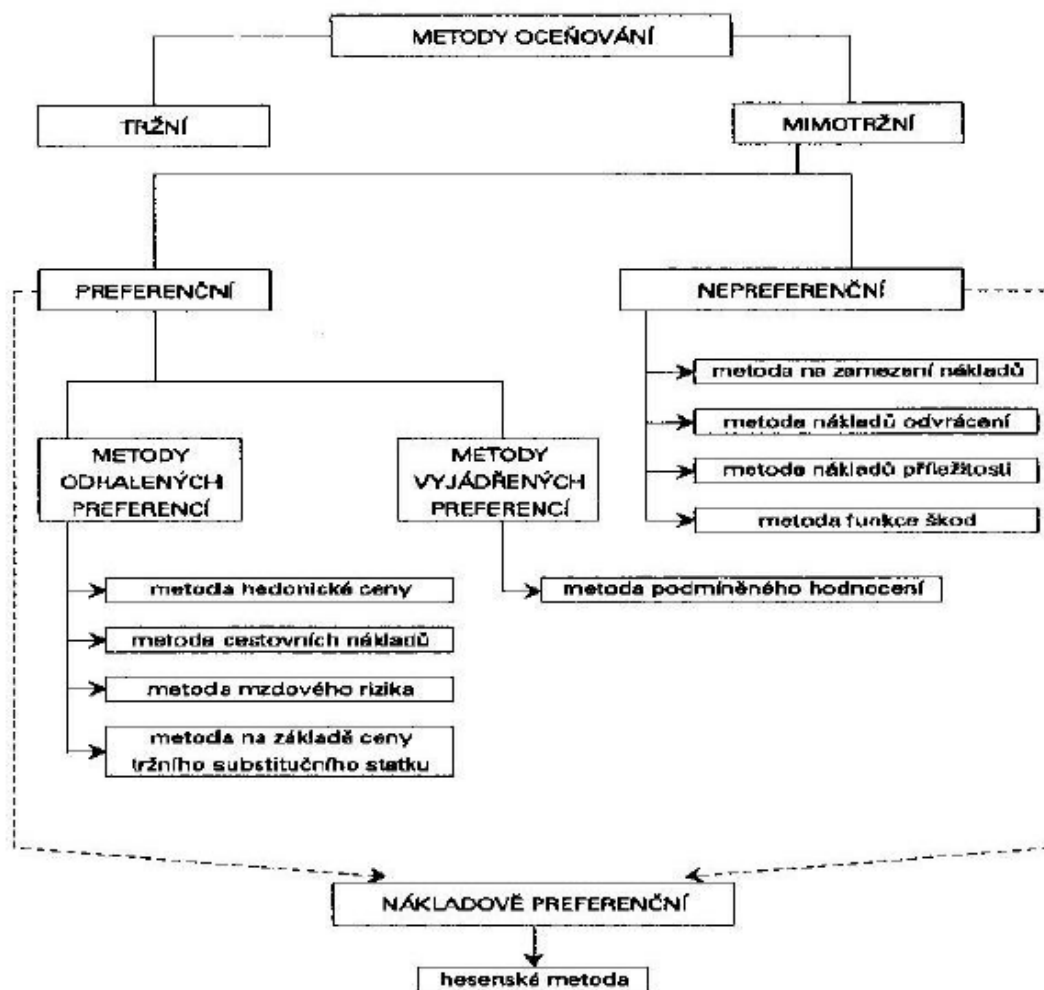 METODY OCEŇOVÁNÍ
TRŽNÍ
MIMOTRŽNÍ
PREFERENČNÍ
NEPREFERENČNÍ
metoda na zamezení nákladů
metoda nákladů odvrácení
metoda nákladů příležitosti
metoda funkce škod
METODY
ODHALENÝCH
PREFERENCÍ
METODY
VYJÁDŘENÝCH
PREFERENCÍ
metoda hedonické ceny
metoda podmíněného hodnocení
metoda cestovních nákladů
metoda mzdového rizika
metoda na základě ceny
tržního substitučního statku
NÁKLADOVĚ PREFERENČNÍ
hesenská metoda